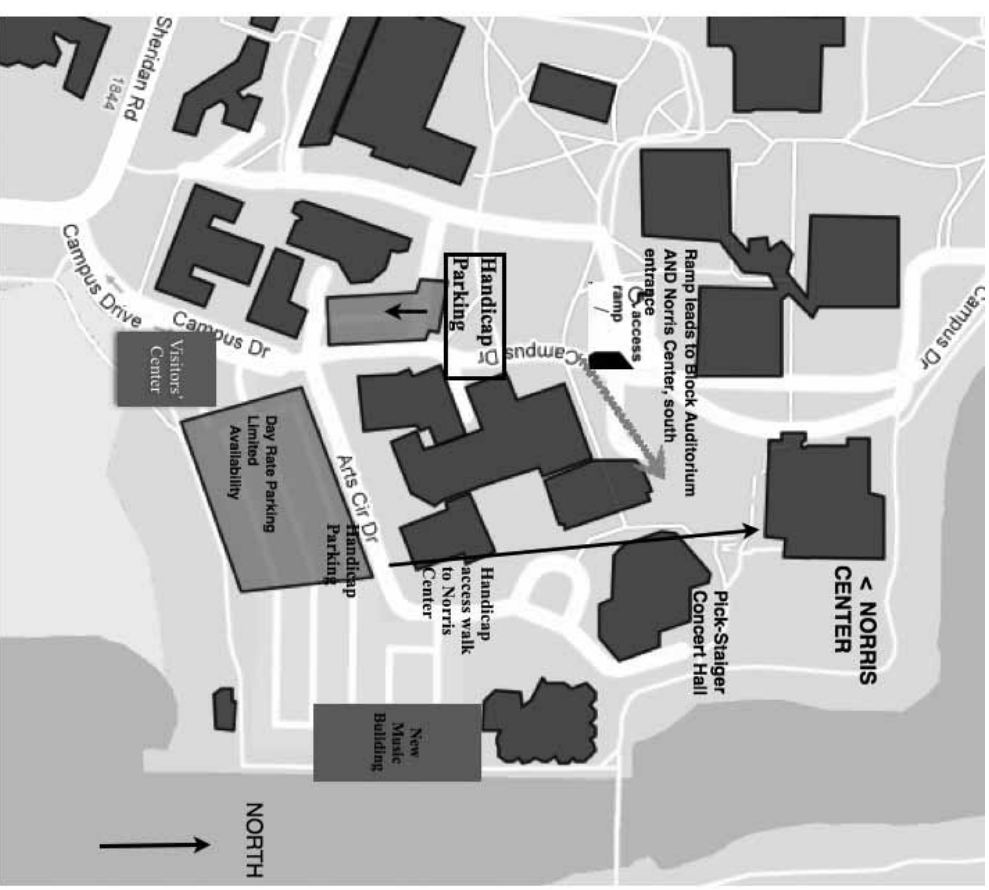 Sheridan Rd
1844
Campus Drive
Campus Dr
Visitors'
Center
Handicap
Parking
Campus Dr
access
ramp
Ramp leads to Block Auditorium
AND Norris Center, south
entrance
Campus Dr
Day Rate Parking
Limited
Availability
Arts Cir Dr
Handicap
Parking
Handicap
access walk
to Norris
Center
< NORRIS
CENTER
Pick-Staiger
Concert Hall
New
Music
Buliding
NORTH